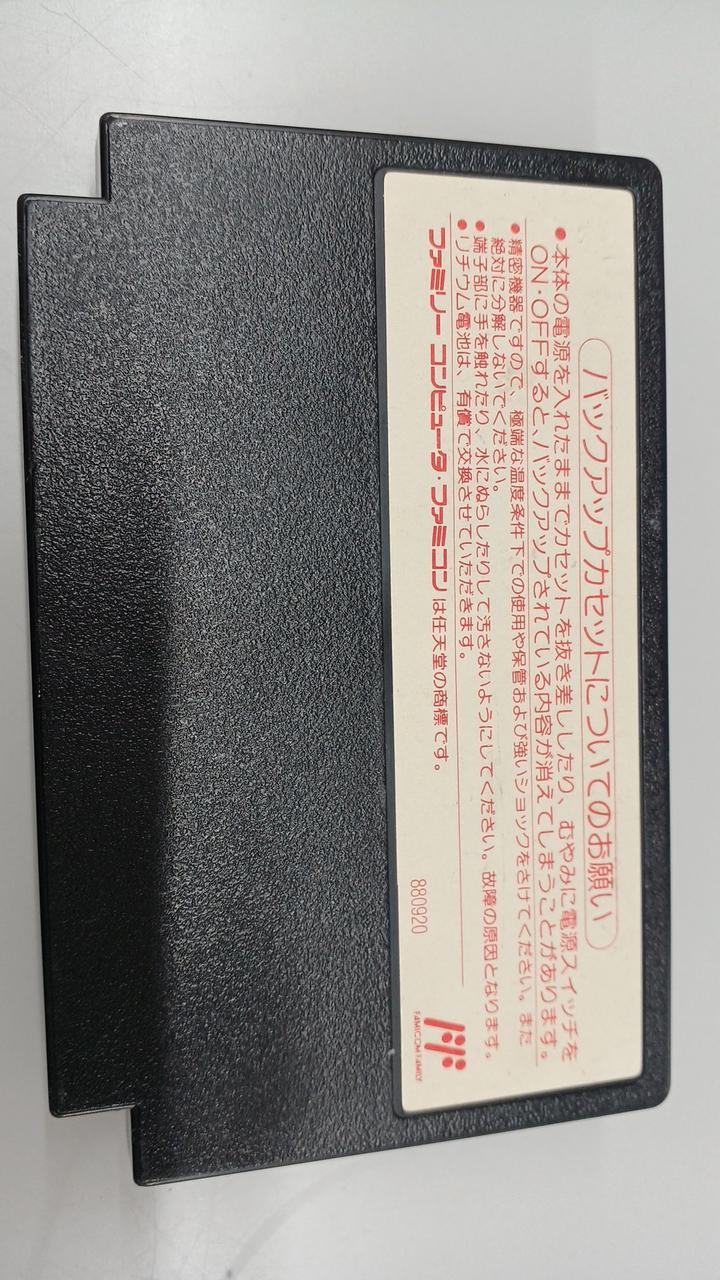 バックアップカセットについてのお願い
●本体の電源を入れたままでカセットを抜き差ししたり、むやみに電源スイッチを
ON·OFFすると、バックアップされている内容が消えてしまうことがあります。
●精密機器ですので、極端な温度条件下での使用や保管および強いショックをさけてください。また
絶対に分解しないでください。
●端子部に手を触れたり、水にぬらしたりして汚さないようにしてください。故障の原因となります。
●リチウム電池は、有償で交換させていただきます。
ファミリーコンピュータ・ファミコンは任天堂の商標です。
880920
FAMICOM FAMILY